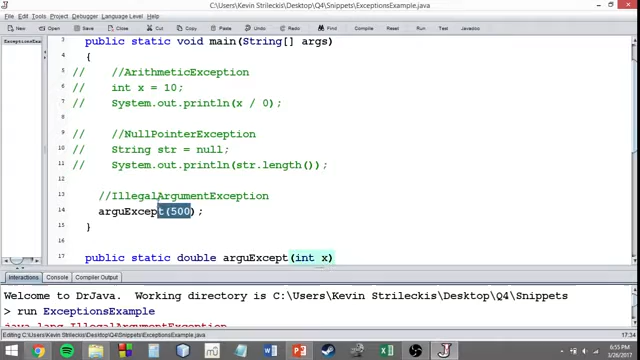 C:\Users\Kevin Strileckis\Desktop\Q4\Snippets\ExceptionsExample.java
File Edit Tools Project Debugger Language Level Help
New Open Save Close Cut Copy Paste Undo Redo Find Compile Reset Run Test Javadoc
ExceptionsExample
4 public static void main(String[] args)
5 {
6 // //ArithmeticException
7 // int x = 10;
8 // System.out.println(x / 0);
9
10 // //NullPointerException
11 // String str = null;
12 // System.out.println(str.length());
13 //IllegalArgumentException
14 arguExcept(500);
15 }
17 public static double arguExcept(int x)
Interactions Console Compiler Output
Welcome to DrJava. Working directory is C:\Users\Kevin Strileckis\Desktop\Q4\Snippets
> run ExceptionsExample
java.lang.IllegalArgumentException
Editing C:\Users\Kevin Strileckis\Desktop\Q4\Snippets\ExceptionsExample.java
17:34
6:55 PM
3/26/2017